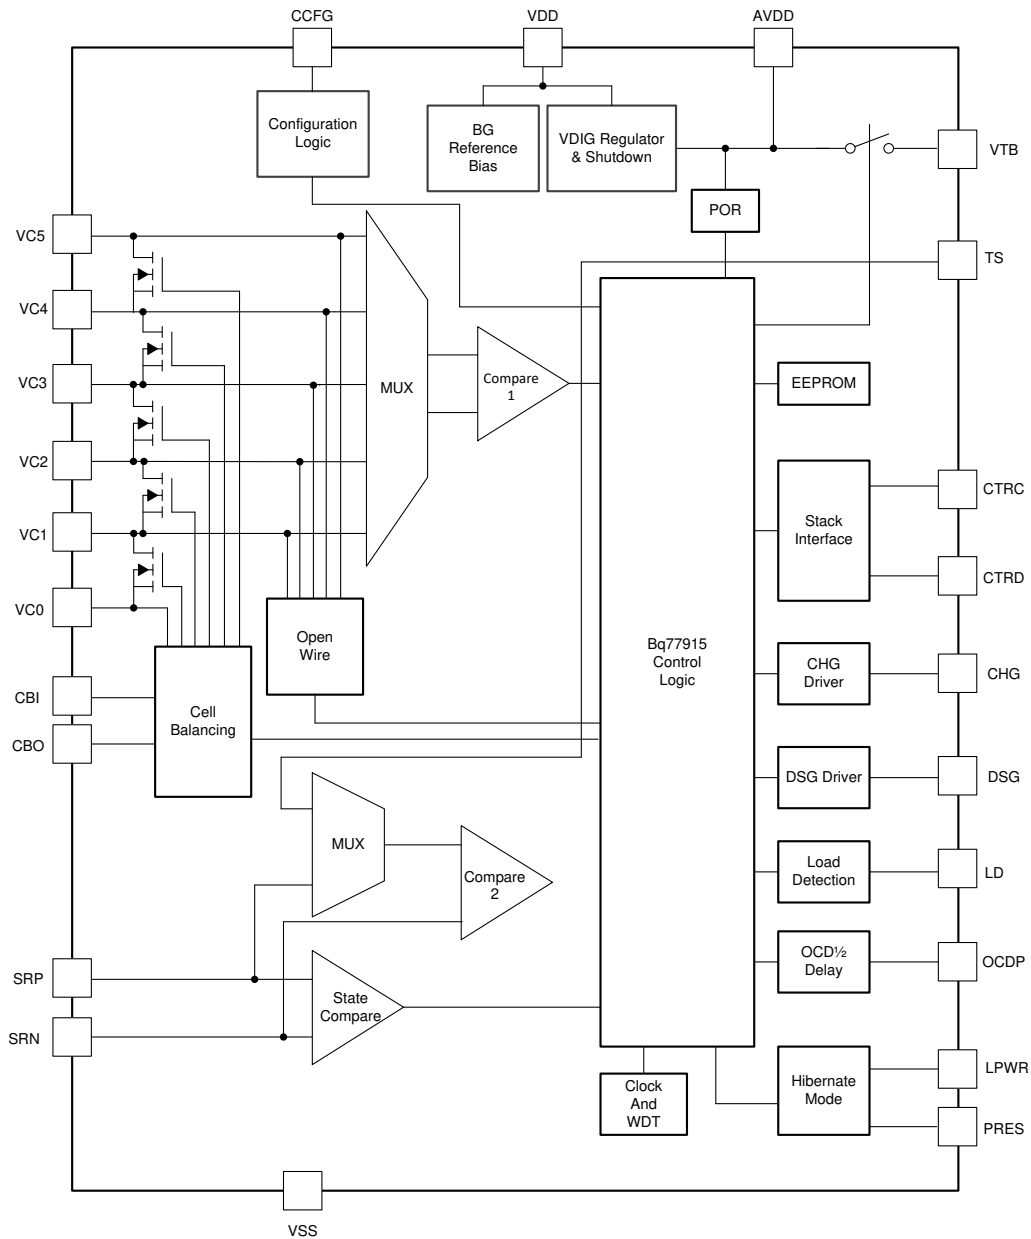 CCFG
VDD
AVDD
Configuration
Logic
BG
Reference
Bias
VDIG Regulator
& Shutdown
VTB
POR
VC5
TS
VC4
VC3
MUX
Compare
1
EEPROM
VC2
CTRC
Stack
Interface
VC1
CTRD
VC0
Open
Wire
Bq77915
Control
Logic
CHG
Driver
CHG
CBI
Cell
Balancing
CBO
DSG Driver
DSG
MUX
Compare
2
Load
Detection
LD
SRP
State
Compare
OCD½
Delay
OCDP
SRN
LPWR
Clock
And
WDT
Hibernate
Mode
PRES
VSS